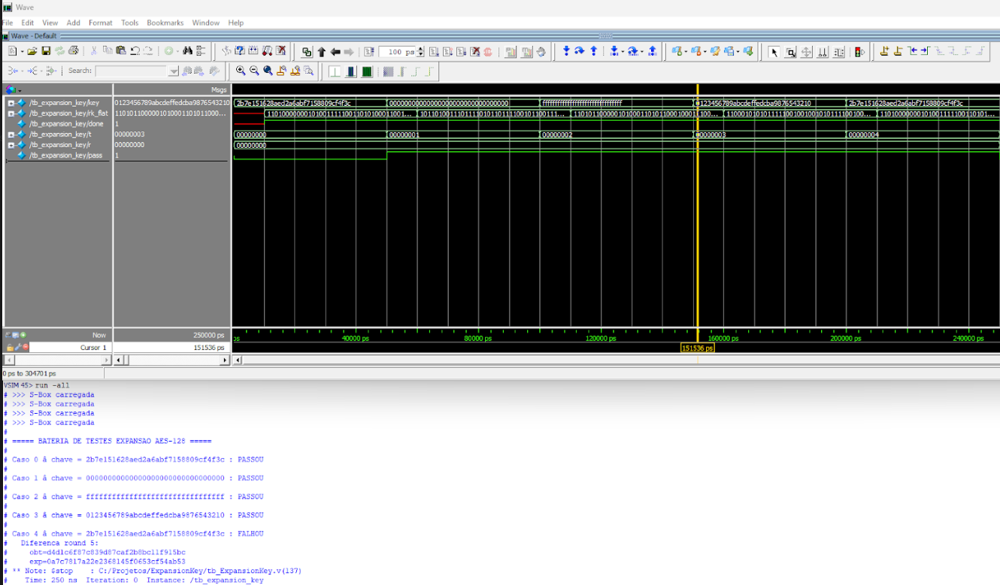 Wave
File Edit View Add Format Tools Bookmarks Window Help
Wave - Default
100 ps
Search:
Msgs
/tb_expansion_key/key 0123456789abcdeffedcba9876543210 2b7e151628aed2a6abf7158809cf4f3c 00000000000000000000000000000000 ffffffffffffffffffffffffffffffff 0123456789abcdeffedcba9876543210 2b7e151628aed2a6abf7158809cf4f3c
/tb_expansion_key/rk_flat
/tb_expansion_key/done 1
/tb_expansion_key/t 00000003 00000000 00000001 00000002 00000003 00000004
/tb_expansion_key/r 00000000 00000000
/tb_expansion_key/pass 1
Now 250000 ps
ps 40000 ps 80000 ps 120000 ps 160000 ps 200000 ps 240000 ps
Cursor 1 151536 ps 151536 ps
0 ps to 304701 ps
VSIM 45> run -all
# >>> S-Box carregada
# >>> S-Box carregada
# >>> S-Box carregada
# >>> S-Box carregada
#
# ===== BATERIA DE TESTES EXPANSAO AES-128 =====
#
# Caso 0 â chave = 2b7e151628aed2a6abf7158809cf4f3c : PASSOU
#
# Caso 1 â chave = 00000000000000000000000000000000 : PASSOU
#
# Caso 2 â chave = ffffffffffffffffffffffffffffffff : PASSOU
#
# Caso 3 â chave = 0123456789abcdeffedcba9876543210 : PASSOU
#
# Caso 4 â chave = 2b7e151628aed2a6abf7158809cf4f3c : FALHOU
# Diferenca round 5:
# obt=d4d1c6f87c839d87caf2b8bc11f915bc
# exp=0a7c7817a22e2368145f0653cf54ab53
# ** Note: $stop : C:/Projetos/ExpansionKey/tb_ExpansionKey.v(137)
# Time: 250 ns Iteration: 0 Instance: /tb_expansion_key